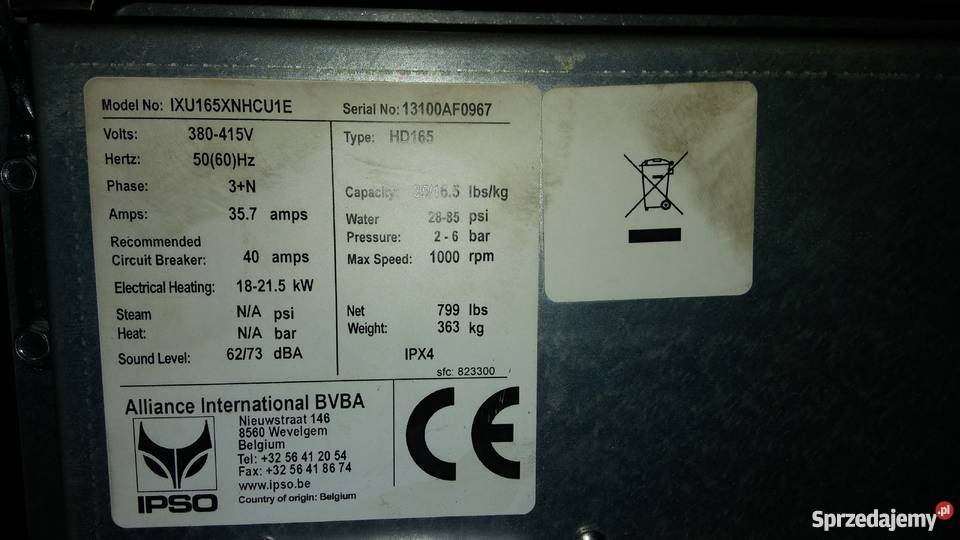 Model No: IXU165XNHCU1E
Serial No: 13100AF0967
Volts: 380-415V
Hertz: 50(60)Hz
Phase: 3+N
Amps: 35.7 amps
Recommended
Circuit Breaker: 40 amps
Electrical Heating: 18-21.5 kW
Steam N/A psi
Heat: N/A bar
Sound Level: 62/73 dBA
Type: HD165
Capacity: lbs/kg
Water 28-85 psi
Pressure: 2-6 bar
Max Speed: 1000 rpm
Net 799 lbs
Weight: 363 kg
IPX4
sfc: 823300
Alliance International BVBA
Nieuwstraat 146
8560 Wevelgem
Belgium
Tel: +32 56 41 20 54
Fax: +32 56 41 86 74
www.ipso.be
Country of origin: Belgium
IPSO
CE
Sprzedajemy.pl